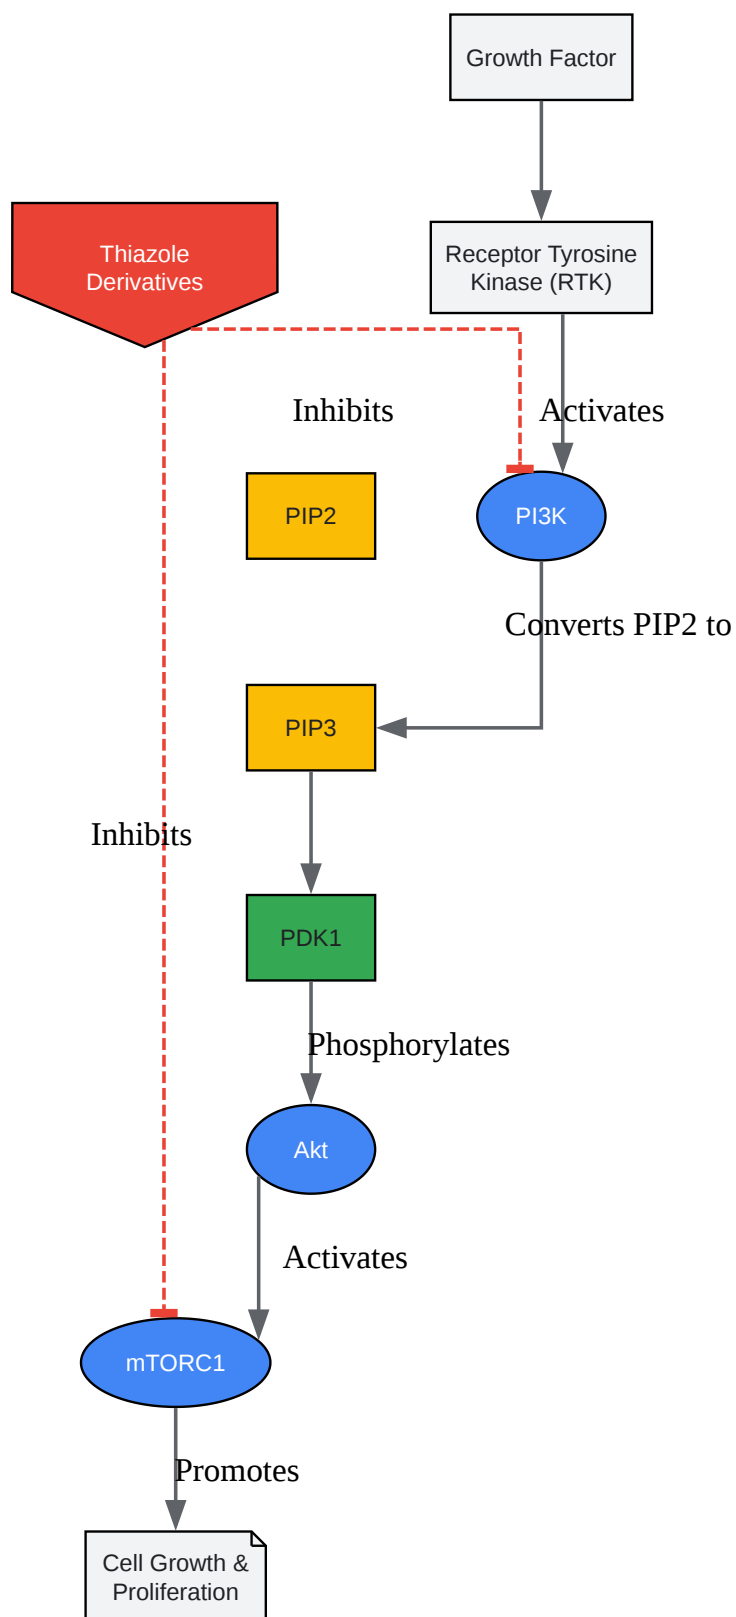 Growth Factor
Thiazole
Derivatives
Receptor Tyrosine
Kinase (RTK)
Inhibits
Activates
PIP2
PI3K
Converts PIP2 to
PIP3
Inhibits
PDK1
Phosphorylates
Akt
Activates
mTORC1
Promotes
Cell Growth &
Proliferation